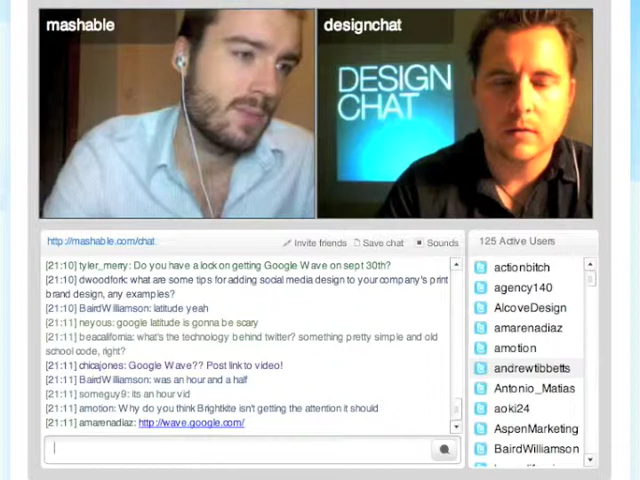 mashable
designchat
DESIGN
CHAT
http://mashable.com/chat
Invite friends
Save chat
Sounds
125 Active Users
[21:10] tyler_merry: Do you have a lock on getting Google Wave on sept 30th?
[21:10] dwoodfork: what are some tips for adding social media design to your company's print
brand design, any examples?
[21:10] BairdWilliamson: latitude yeah
[21:11] neyous: google latitude is gonna be scary
[21:11] beacalifornia: what's the technology behind twitter? something pretty simple and old
school code, right?
[21:11] chicajones: Google Wave?? Post link to video!
[21:11] BairdWilliamson: was an hour and a half
[21:11] someguy9: its an hour vid
[21:11] amotion: Why do you think Brightkite isn't getting the attention it should
[21:11] amarenadiaz: http://wave.google.com/
actionbitch
agency140
AlcoveDesign
amarenadiaz
amotion
andrewtibbetts
Antonio_Matias
aoki24
AspenMarketing
BairdWilliamson